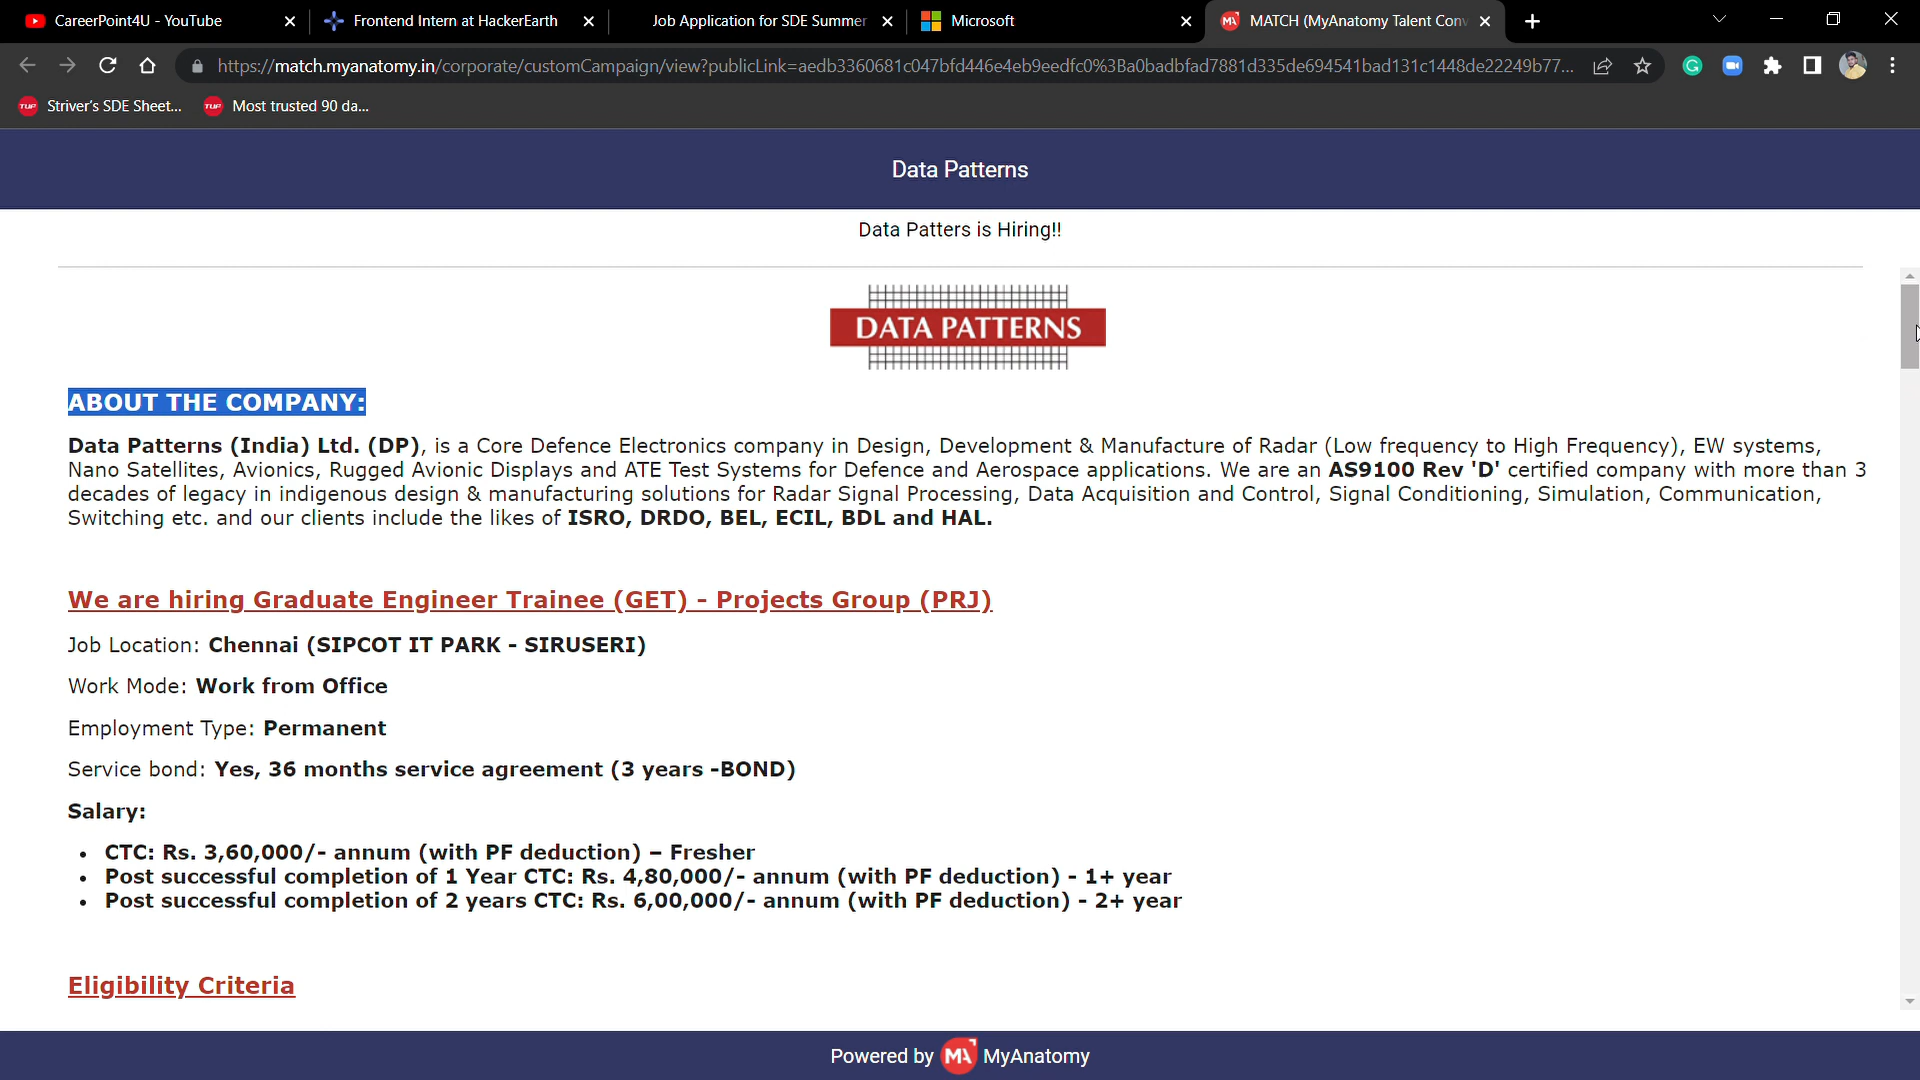 CareerPoint4U - YouTube
Frontend Intern at HackerEarth
Job Application for SDE Summer
Microsoft
MATCH (MyAnatomy Talent Conv
https://match.myanatomy.in/corporate/customCampaign/view?publicLink=aedb3360681c047bfd446e4eb9eedfc0%3Ba0badbfad7881d335de694541bad131c1448de22249b77...
Striver's SDE Sheet...
Most trusted 90 da...
Data Patterns
Data Patters is Hiring!!
DATA PATTERNS
ABOUT THE COMPANY:
Data Patterns (India) Ltd. (DP), is a Core Defence Electronics company in Design, Development & Manufacture of Radar (Low frequency to High Frequency), EW systems,
Nano Satellites, Avionics, Rugged Avionic Displays and ATE Test Systems for Defence and Aerospace applications. We are an AS9100 Rev 'D' certified company with more than 3
decades of legacy in indigenous design & manufacturing solutions for Radar Signal Processing, Data Acquisition and Control, Signal Conditioning, Simulation, Communication,
Switching etc. and our clients include the likes of ISRO, DRDO, BEL, ECIL, BDL and HAL.
We are hiring Graduate Engineer Trainee (GET) - Projects Group (PRJ)
Job Location: Chennai (SIPCOT IT PARK - SIRUSERI)
Work Mode: Work from Office
Employment Type: Permanent
Service bond: Yes, 36 months service agreement (3 years -BOND)
Salary:
• CTC: Rs. 3,60,000/- annum (with PF deduction) – Fresher
• Post successful completion of 1 Year CTC: Rs. 4,80,000/- annum (with PF deduction) - 1+ year
• Post successful completion of 2 years CTC: Rs. 6,00,000/- annum (with PF deduction) - 2+ year
Eligibility Criteria
Powered by MA MyAnatomy